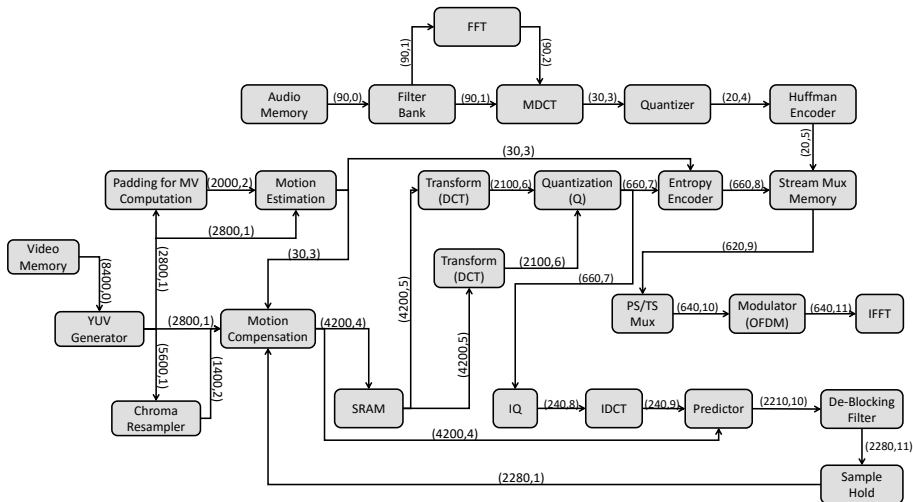 FFT
(90,1)
(90,2)
Audio
Memory
(90,0)
Filter
Bank
(90,1)
MDCT
(30,3)
Quantizer
(20,4)
Huffman
Encoder
(20,5)
(30,3)
Padding for MV
Computation
(2000,2)
Motion
Estimation
Transform
(DCT)
(2100,6)
Quantization
(Q)
(660,7)
Entropy
Encoder
(660,8)
Stream Mux
Memory
(2800,1)
Video
Memory
(8400,0)
(2800,1)
(30,3)
(4200,5)
Transform
(DCT)
(2100,6)
(660,7)
(620,9)
YUV
Generator
(2800,1)
Motion
Compensation
(4200,4)
(4200,5)
PS/TS
Mux
(640,10)
Modulator
(OFDM)
(640,11)
IFFT
(5600,1)
(1400,2)
Chroma
Resampler
SRAM
IQ
(240,8)
IDCT
(240,9)
Predictor
(2210,10)
De-Blocking
Filter
(4200,4)
(2280,11)
(2280,1)
Sample
Hold